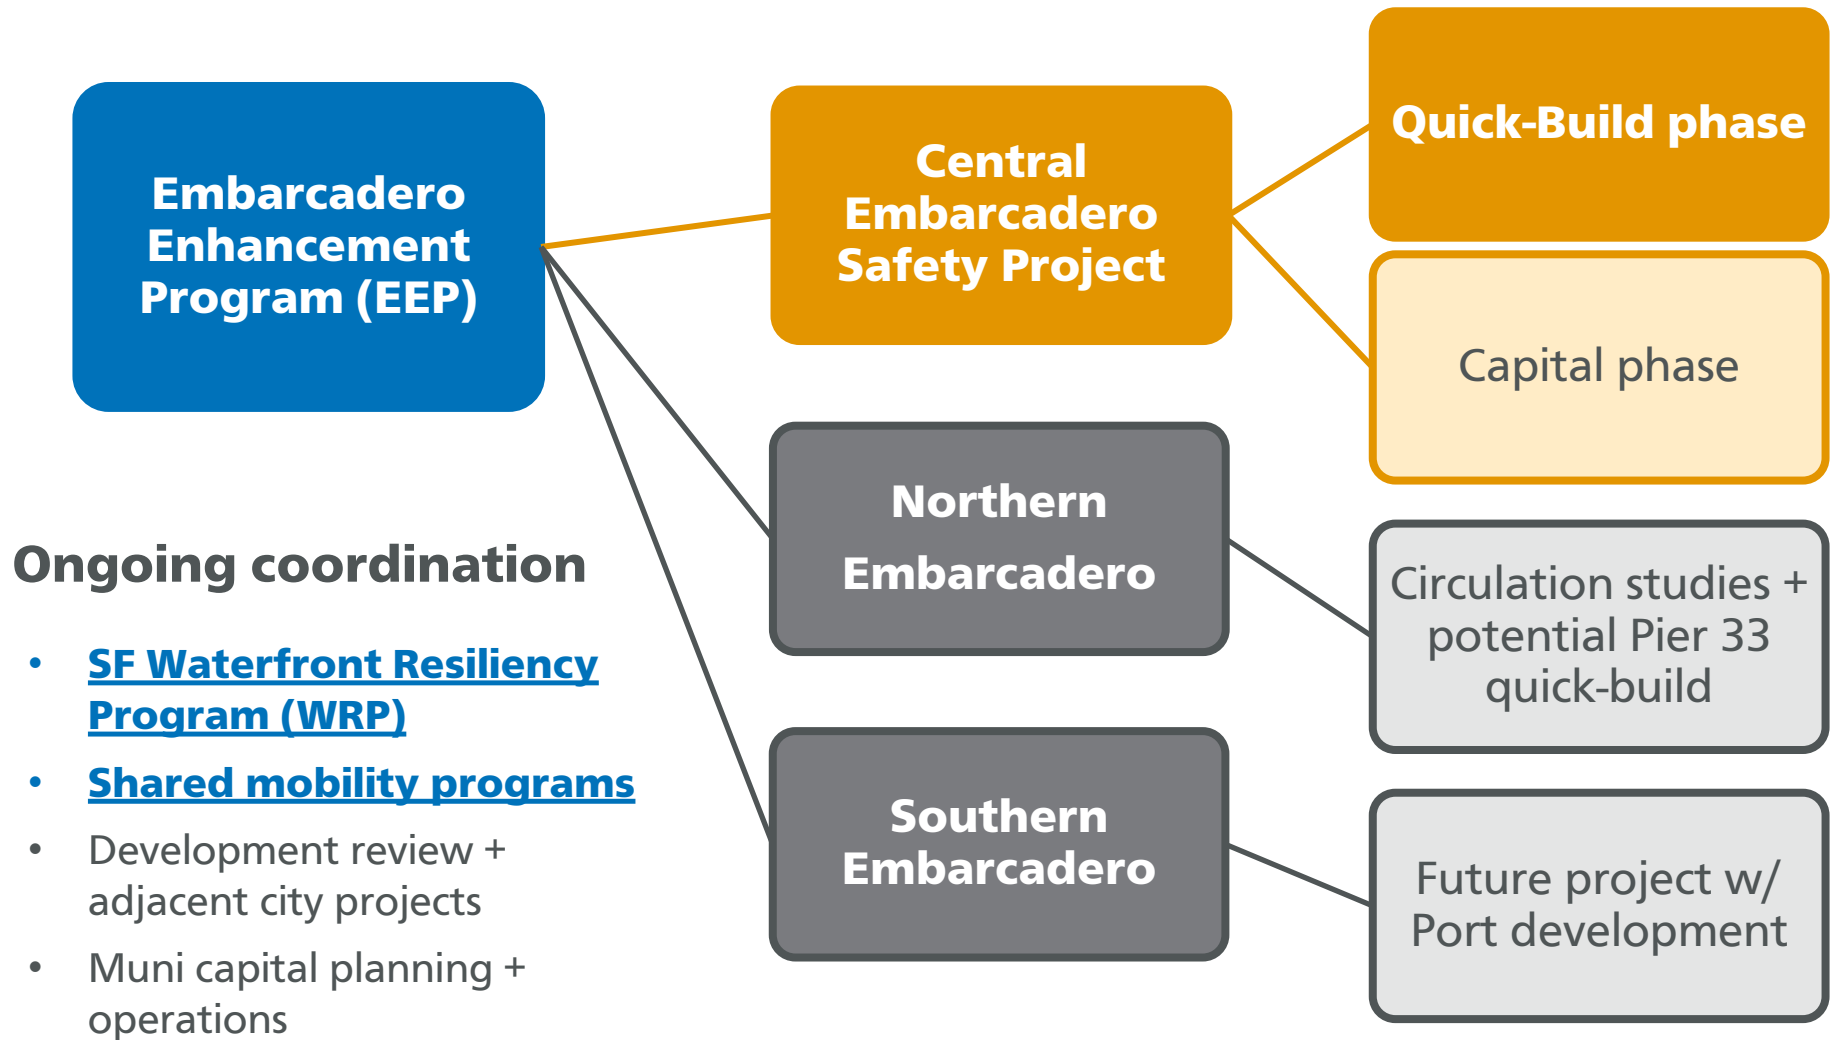 Embarcadero
Enhancement
Program (EEP)
Central
Embarcadero
Safety Project
Quick-Build phase
Capital phase
Northern
Embarcadero
Circulation studies +
potential Pier 33
quick-build
Southern
Embarcadero
Future project w/
Port development
Ongoing coordination
• SF Waterfront Resiliency
Program (WRP)
• Shared mobility programs
• Development review +
adjacent city projects
• Muni capital planning +
operations